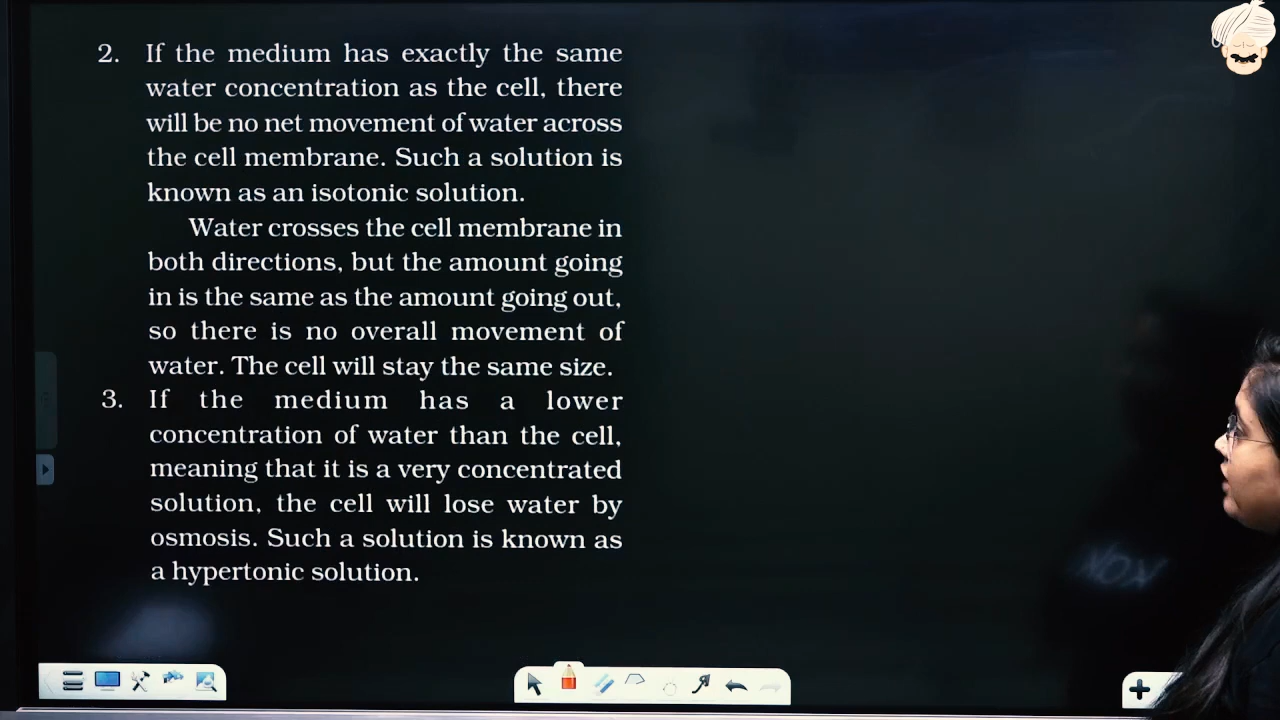 2. If the medium has exactly the same
water concentration as the cell, there
will be no net movement of water across
the cell membrane. Such a solution is
known as an isotonic solution.
Water crosses the cell membrane in
both directions, but the amount going
in is the same as the amount going out,
so there is no overall movement of
water. The cell will stay the same size.
3. If the medium has a lower
concentration of water than the cell,
meaning that it is a very concentrated
solution, the cell will lose water by
osmosis. Such a solution is known as
a hypertonic solution.